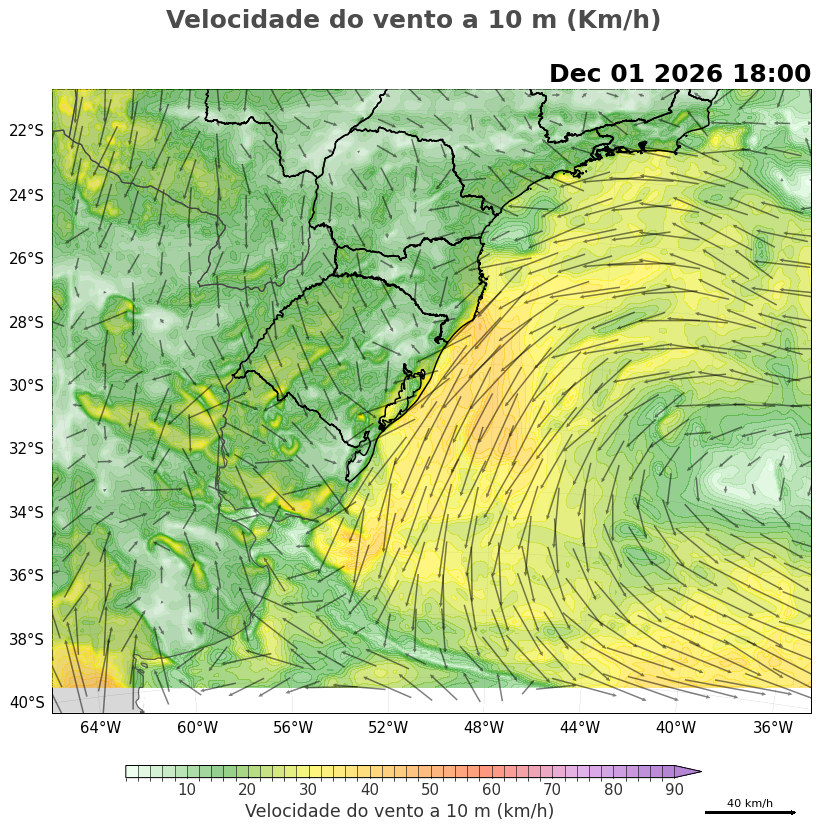 Velocidade do vento a 10 m (Km/h)
Dec 01 2026 18:00
22°S
24°S
26°S
28°S
30°S
32°S
34°S
36°S
38°S
40°S
64°W 60°W 56°W 52°W 48°W 44°W 40°W 36°W
10 20 30 40 50 60 70 80 90
Velocidade do vento a 10 m (km/h)
40 km/h